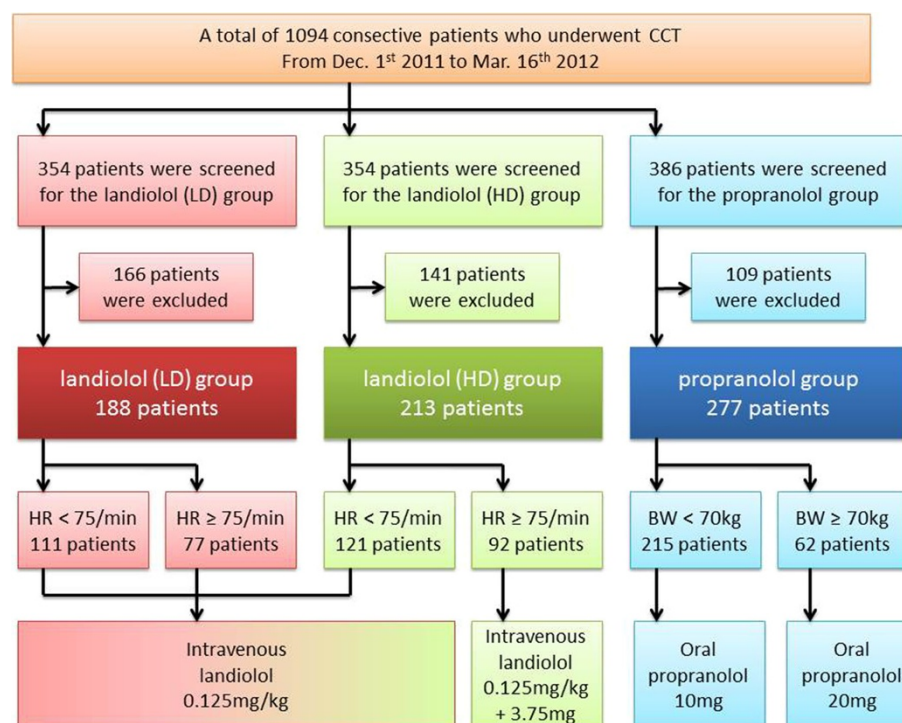 A total of 1094 consective patients who underwent CCT
From Dec. 1st 2011 to Mar. 16th 2012
354 patients were screened
for the landiolol (LD) group
354 patients were screened
for the landiolol (HD) group
386 patients were screened
for the propranolol group
166 patients
were excluded
141 patients
were excluded
109 patients
were excluded
landiolol (LD) group
188 patients
landiolol (HD) group
213 patients
propranolol group
277 patients
HR < 75/min
111 patients
HR ≥ 75/min
77 patients
HR < 75/min
121 patients
HR ≥ 75/min
92 patients
BW < 70kg
215 patients
BW ≥ 70kg
62 patients
Intravenous
landiolol
0.125mg/kg
Intravenous
landiolol
0.125mg/kg
+ 3.75mg
Oral
propranolol
10mg
Oral
propranolol
20mg